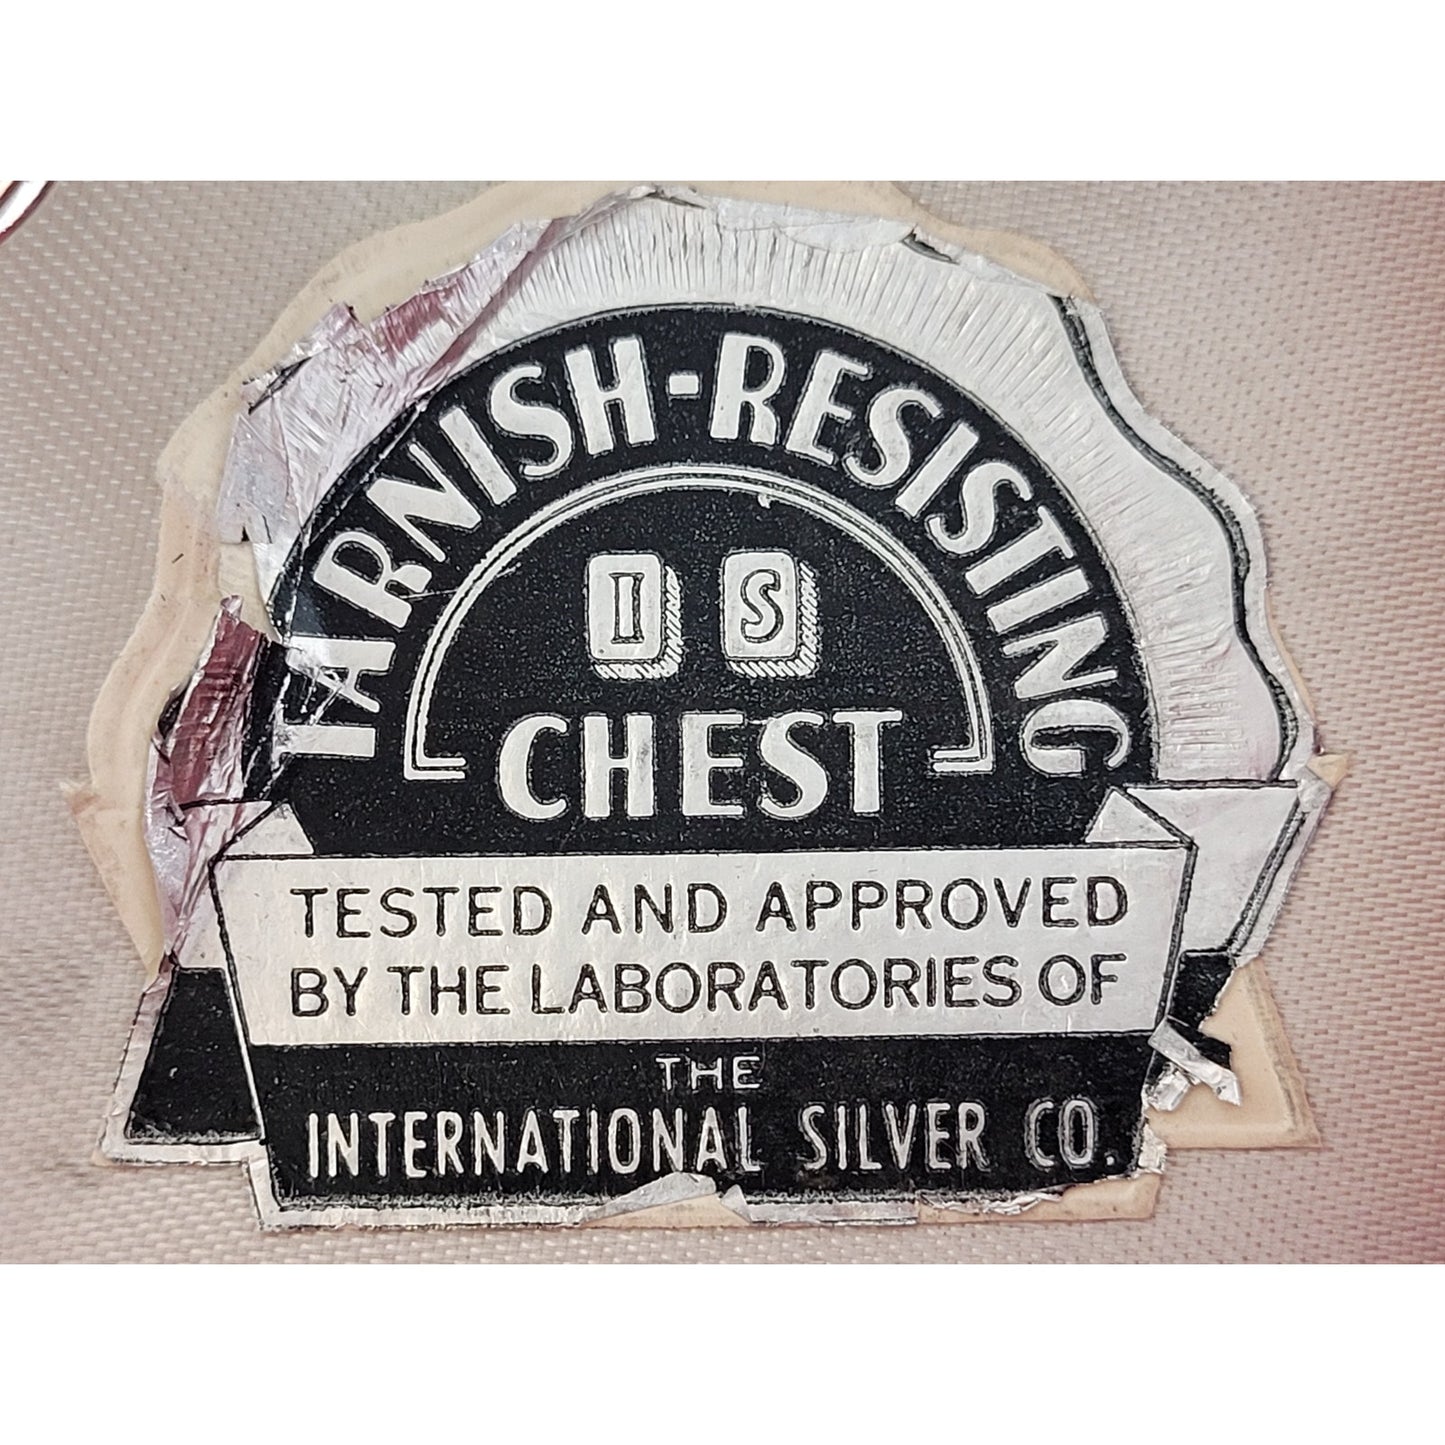 TARNISH-RESISTING
I S
CHEST
TESTED AND APPROVED
BY THE LABORATORIES OF
THE
INTERNATIONAL SILVER CO.